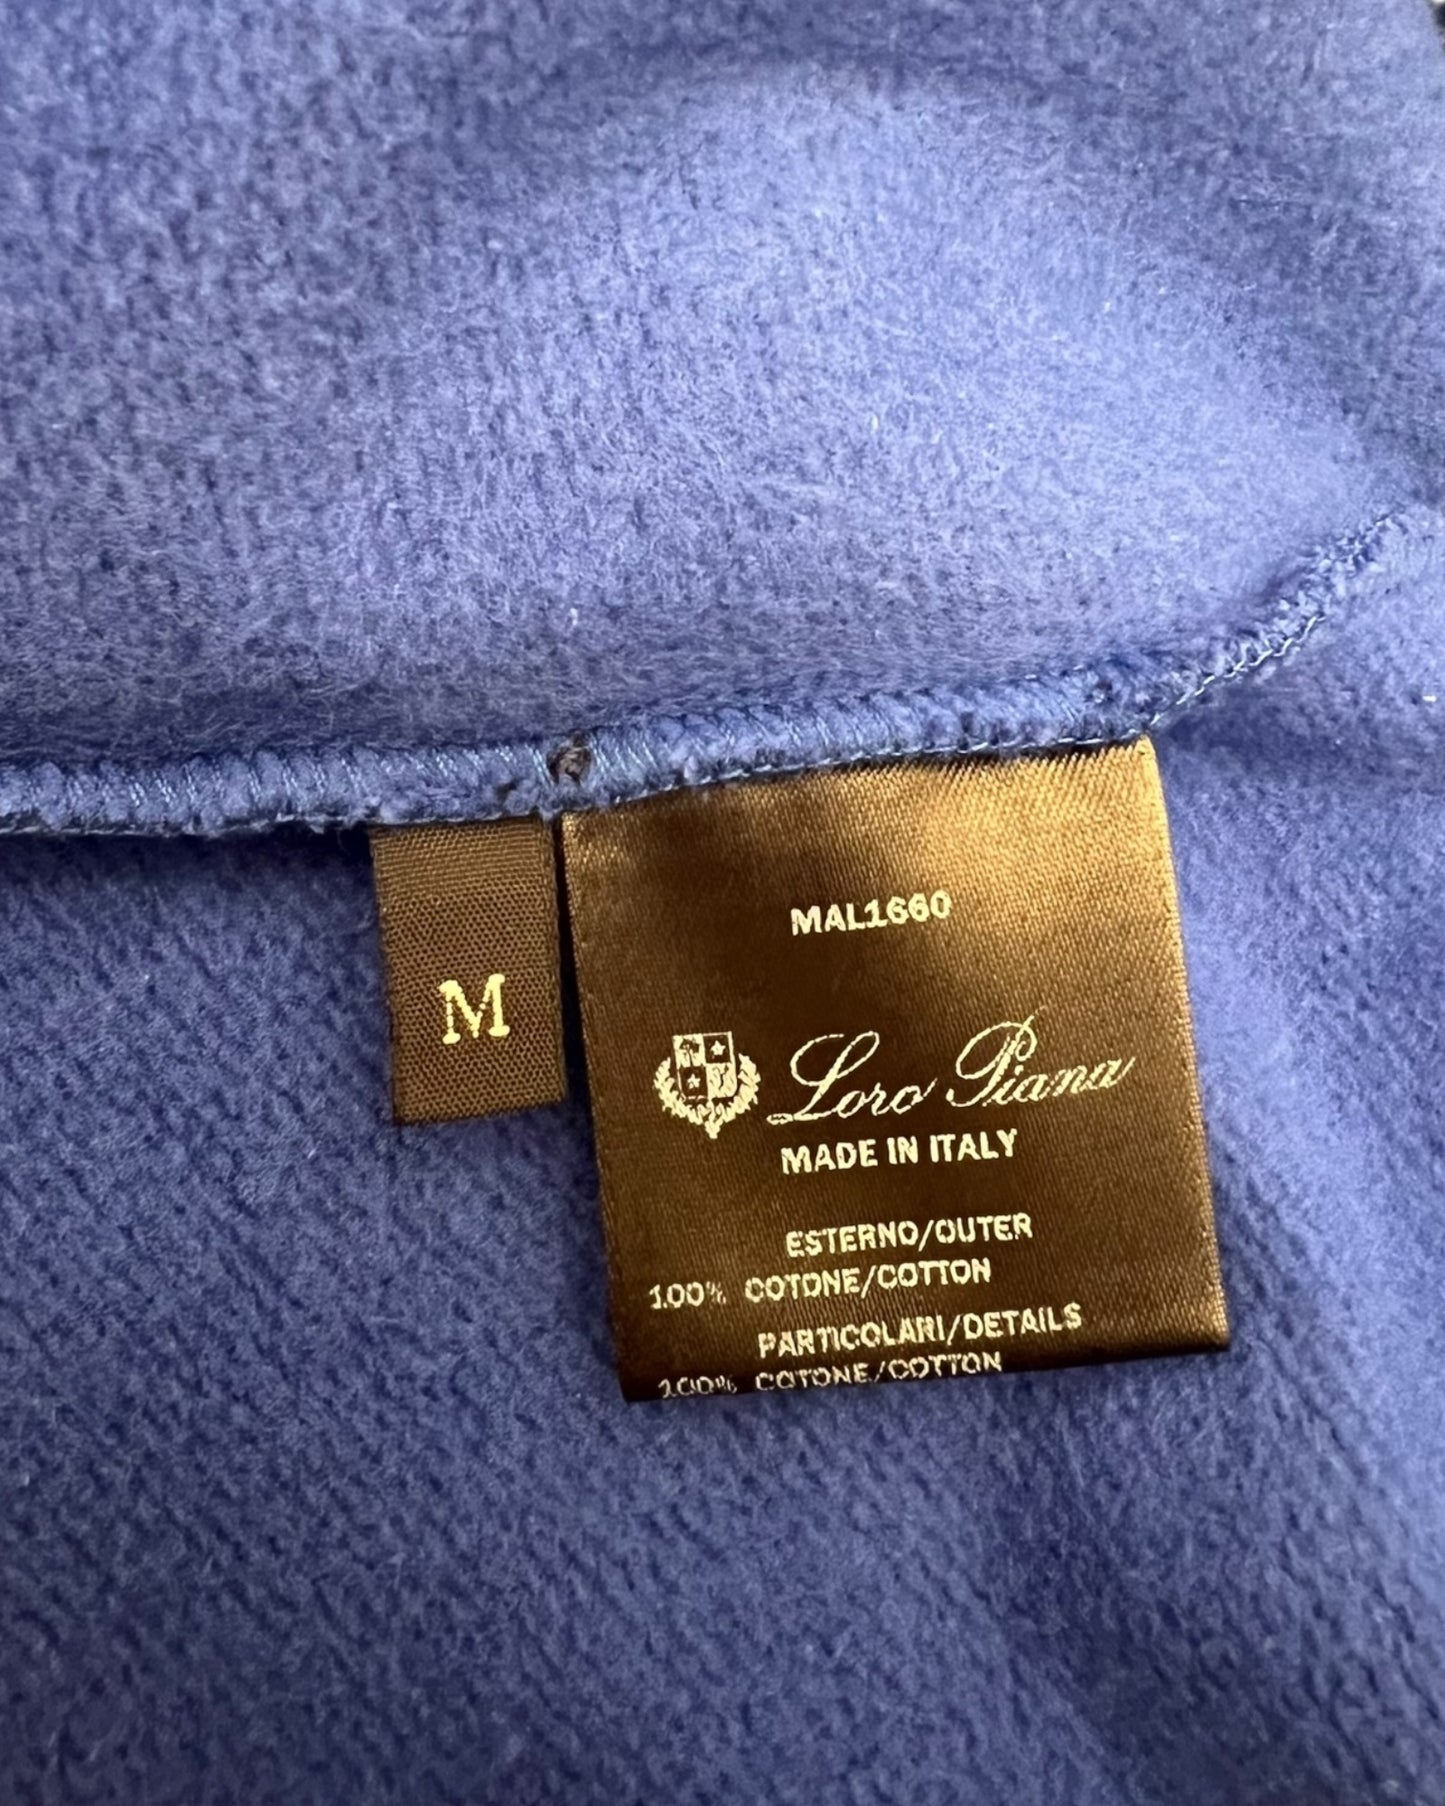 M
MAL1660
Loro Piana
MADE IN ITALY
ESTERNO/OUTER
100% COTONE/COTTON
PARTICOLARI/DETAILS
100% COTONE/COTTON